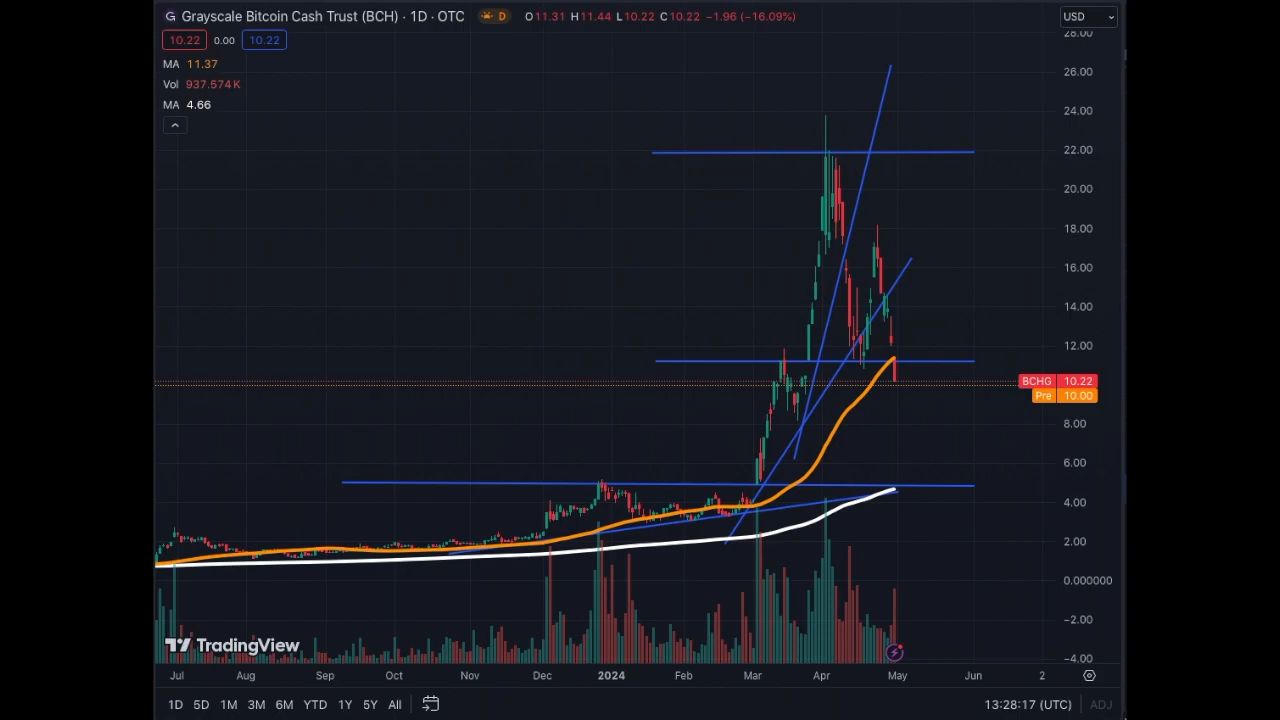 Grayscale Bitcoin Cash Trust (BCH) · 1D · OTC D O11.31 H11.44 L10.22 C10.22 −1.96 (−16.09%) USD
10.22 0.00 10.22
28.00
MA 11.37
26.00
Vol 937.574K
MA 4.66
24.00
22.00
20.00
18.00
16.00
14.00
12.00
BCHG 10.22
Pre 10.00
8.00
6.00
4.00
2.00
0.000000
−2.00
TradingView
−4.00
Jul Aug Sep Oct Nov Dec 2024 Feb Mar Apr May Jun 2
1D 5D 1M 3M 6M YTD 1Y 5Y All 13:28:17 (UTC) ADJ